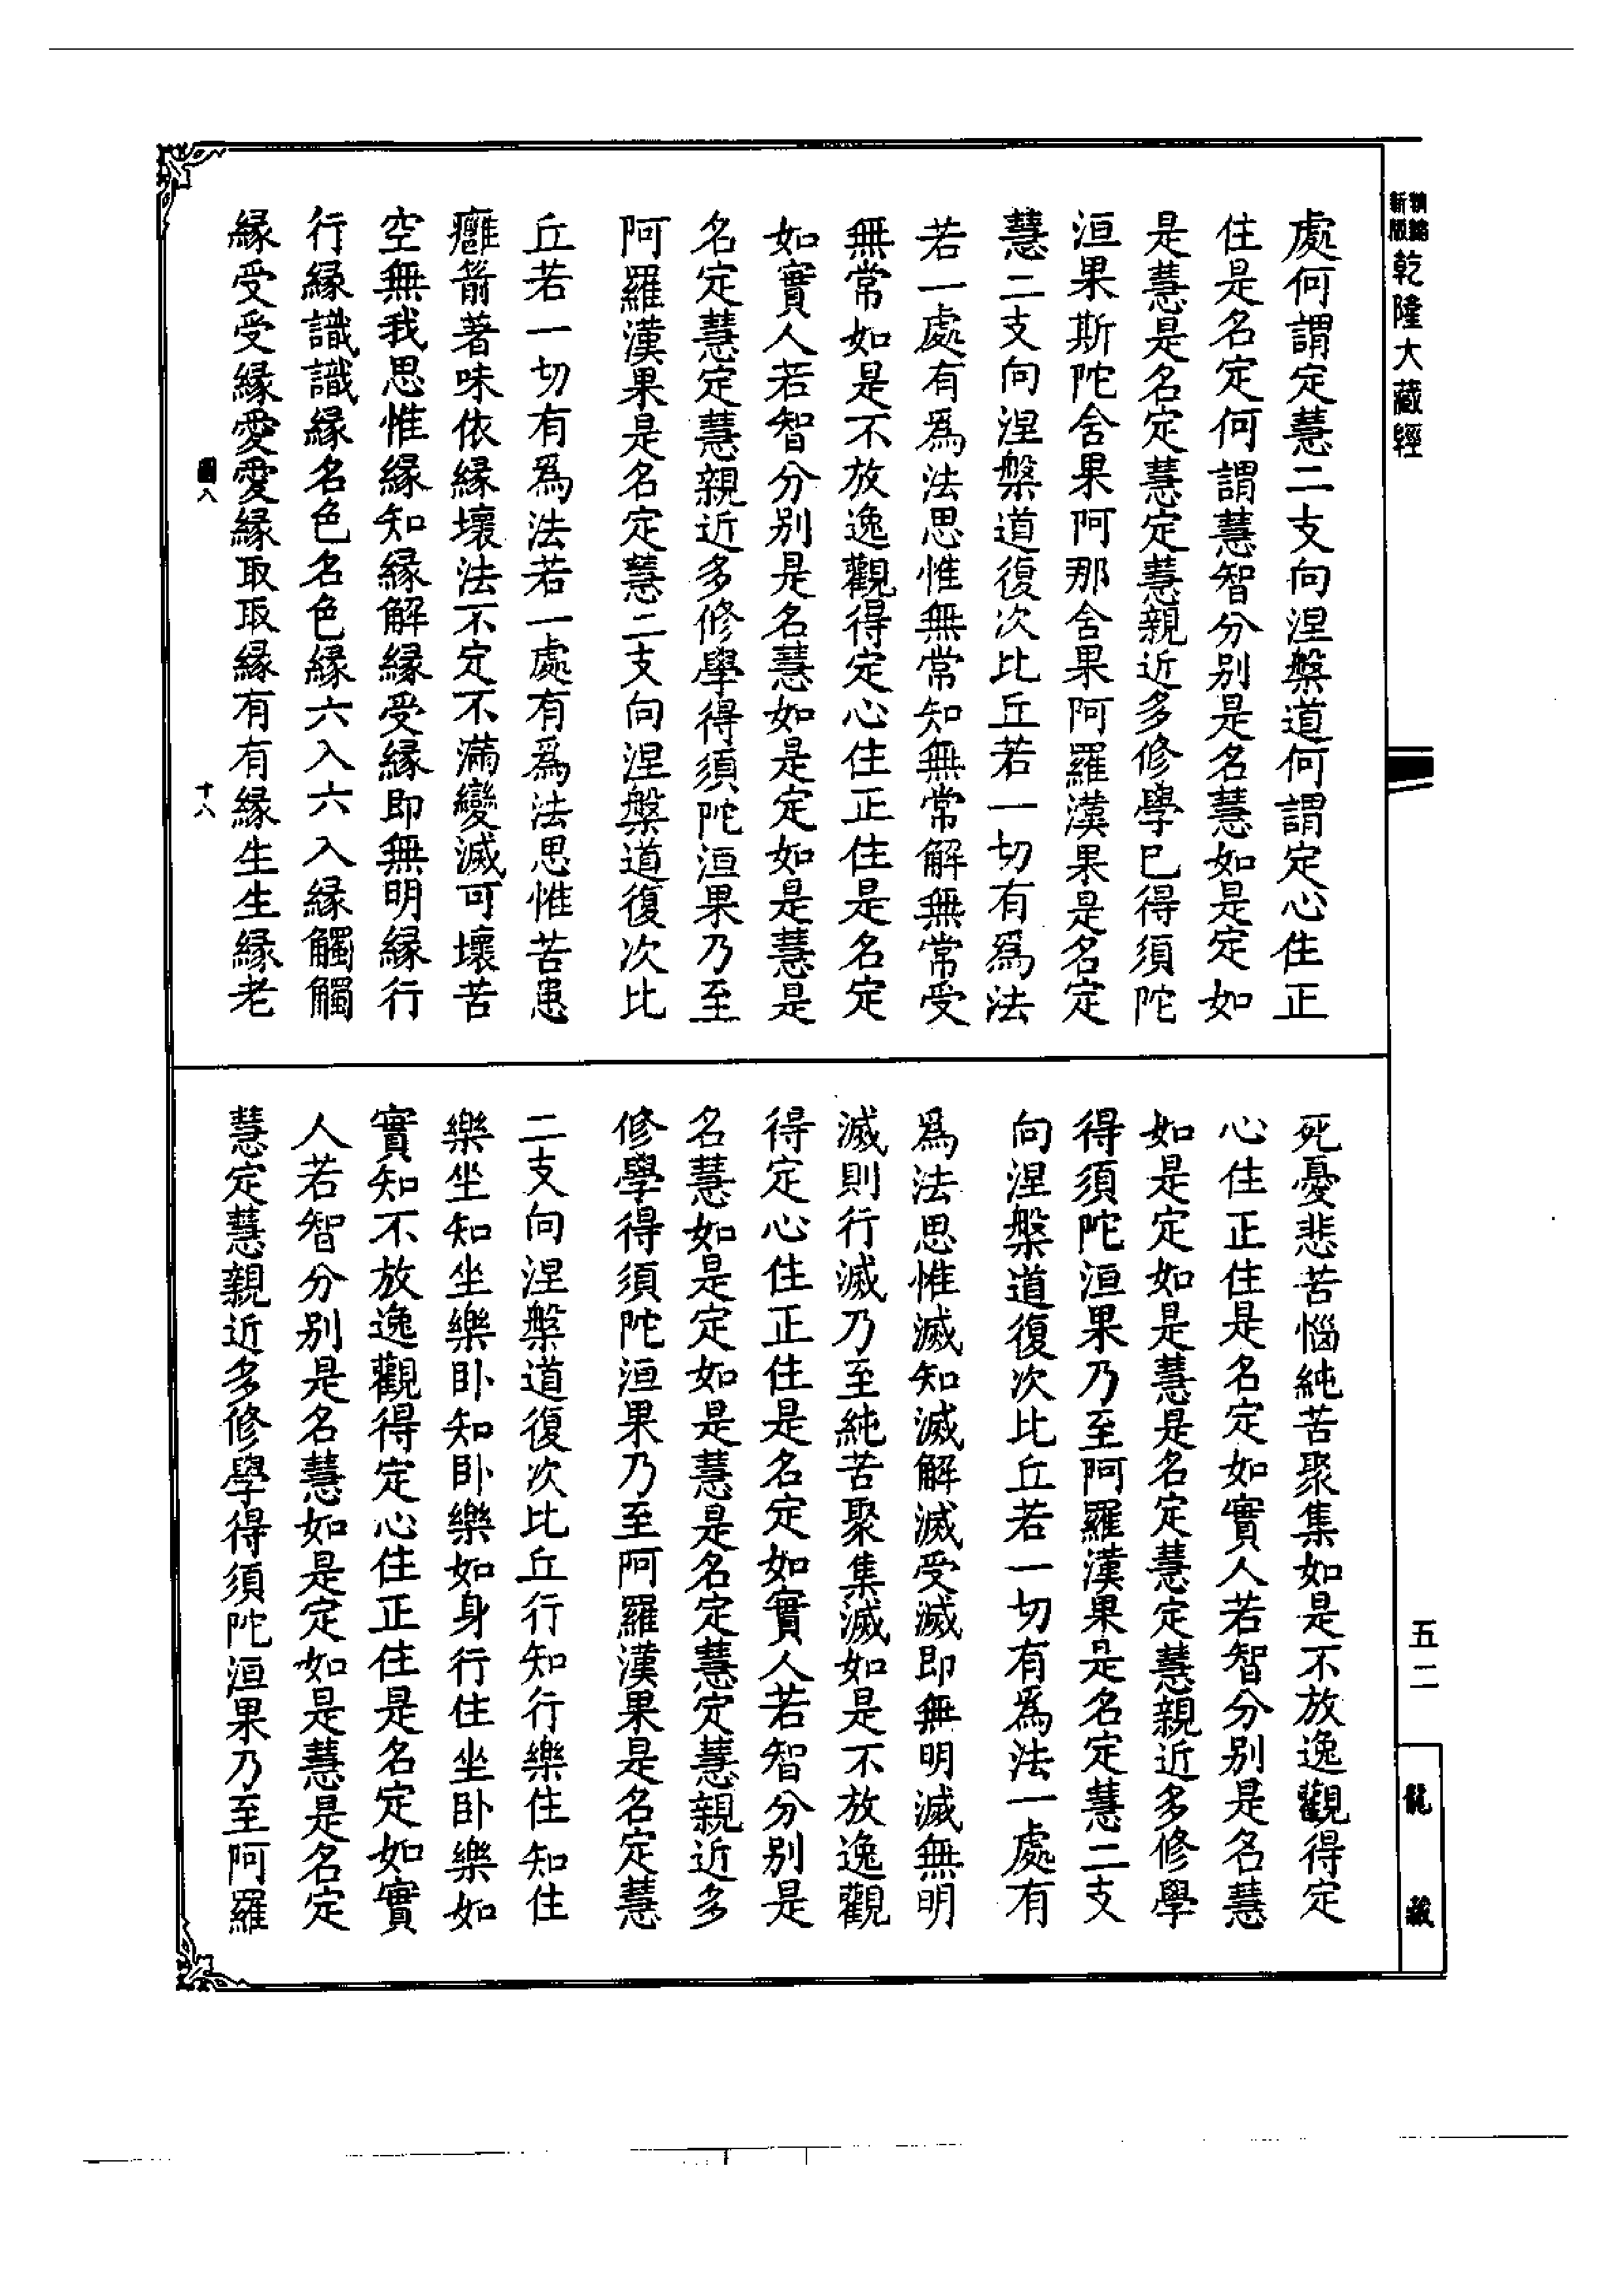 新編
新版
乾隆大藏經
處何謂定慧二支向涅槃道何謂定心住正
住是名定何謂慧智分别是名慧如是定如
是慧是名定慧定慧親近多修學已得須陀
洹果斯陀含果阿那含果阿羅漢果是名定
慧二支向涅槃道復次比丘若一切有爲法
若一處有爲法思惟無常知無常解無常受
無常如是不放逸觀得定心住正住是名定
如實人若智分别是名慧如是定如是慧是
名定慧定慧親近多修學得須陀洹果乃至
阿羅漢果是名定慧二支向涅槃道復次比
丘若一切有爲法若一處有爲法思惟苦患
癰箭著味依緣壞法不定不滿變滅可壞苦
空無我思惟緣知緣解緣受緣即無明緣行
行緣識識緣名色名色緣六入六入緣觸觸
緣受受緣愛愛緣取取緣有有緣生生緣老
圖八
十八
死憂悲苦惱純苦聚集如是不放逸觀得定
心住正住是名定如實人若智分别是名慧
如是定如是慧是名定慧定慧親近多修學
得須陀洹果乃至阿羅漢果是名定慧二支
向涅槃道復次比丘若一切有爲法一處有
爲法思惟滅知滅解滅受滅即無明滅無明
滅則行滅乃至純苦聚集滅如是不放逸觀
得定心住正住是名定如實人若智分别是
名慧如是定如是慧是名定慧定慧親近多
修學得須陀洹果乃至阿羅漢果是名定慧
二支向涅槃道復次比丘行知行樂住知住
樂坐知坐樂卧知卧樂如身行住坐卧樂如
實知不放逸觀得定心住正住是名定如實
人若智分别是名慧如是定如是慧是名定
慧定慧親近多修學得須陀洹果乃至阿羅
五二
龍藏